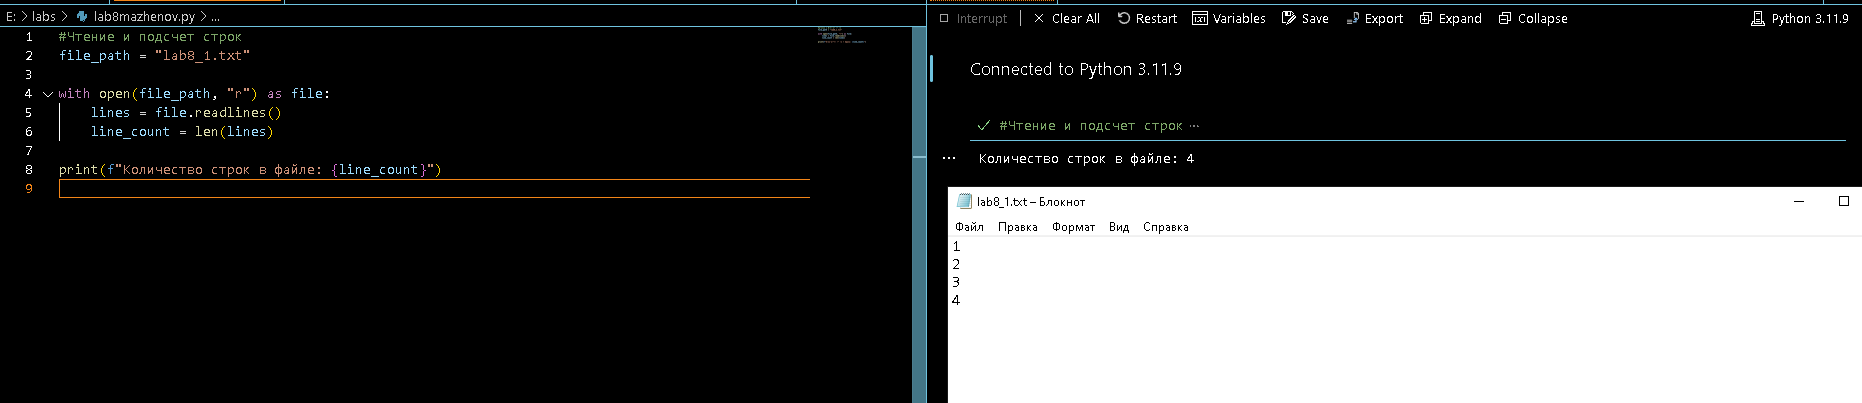 E: > labs > lab8mazhenov.py > ...
1 #Чтение и подсчет строк
2 file_path = "lab8_1.txt"
3
4 with open(file_path, "r") as file:
5     lines = file.readlines()
6     line_count = len(lines)
7
8 print(f"Количество строк в файле: {line_count}")
9
Interrupt | Clear All Restart Variables Save Export Expand Collapse Python 3.11.9
Connected to Python 3.11.9
#Чтение и подсчет строк ...
... Количество строк в файле: 4
lab8_1.txt – Блокнот
Файл Правка Формат Вид Справка
1
2
3
4